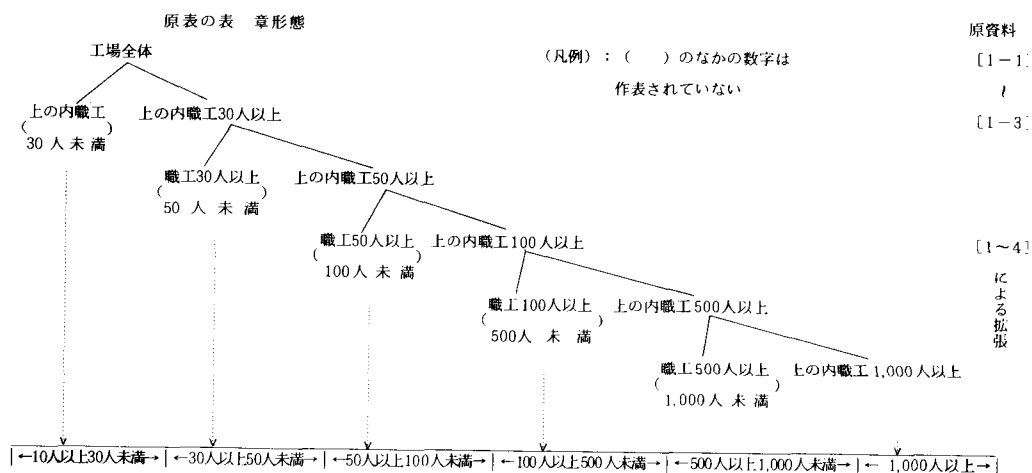 原表の表 章形態
原資料
工場全体
(凡例):( )のなかの数字は
作表されていない
[1-1]
≀
[1-3]
上の内職工
( )
30人未満
上の内職工30人以上
職工30人以上
( )
50人未満
上の内職工50人以上
職工50人以上
( )
100人未満
上の内職工100人以上
[1~4]
による拡張
職工100人以上
( )
500人 未 満
上の内職工500人以上
職工500人以上
( )
1,000人未満
上の内職工1,000人以上
|←10人以上30人未満→|←30人以上50人未満→|←50人以上100人未満→|←100人以上500人未満→|←500人以上1,000人未満→|← 1,000人以上→|